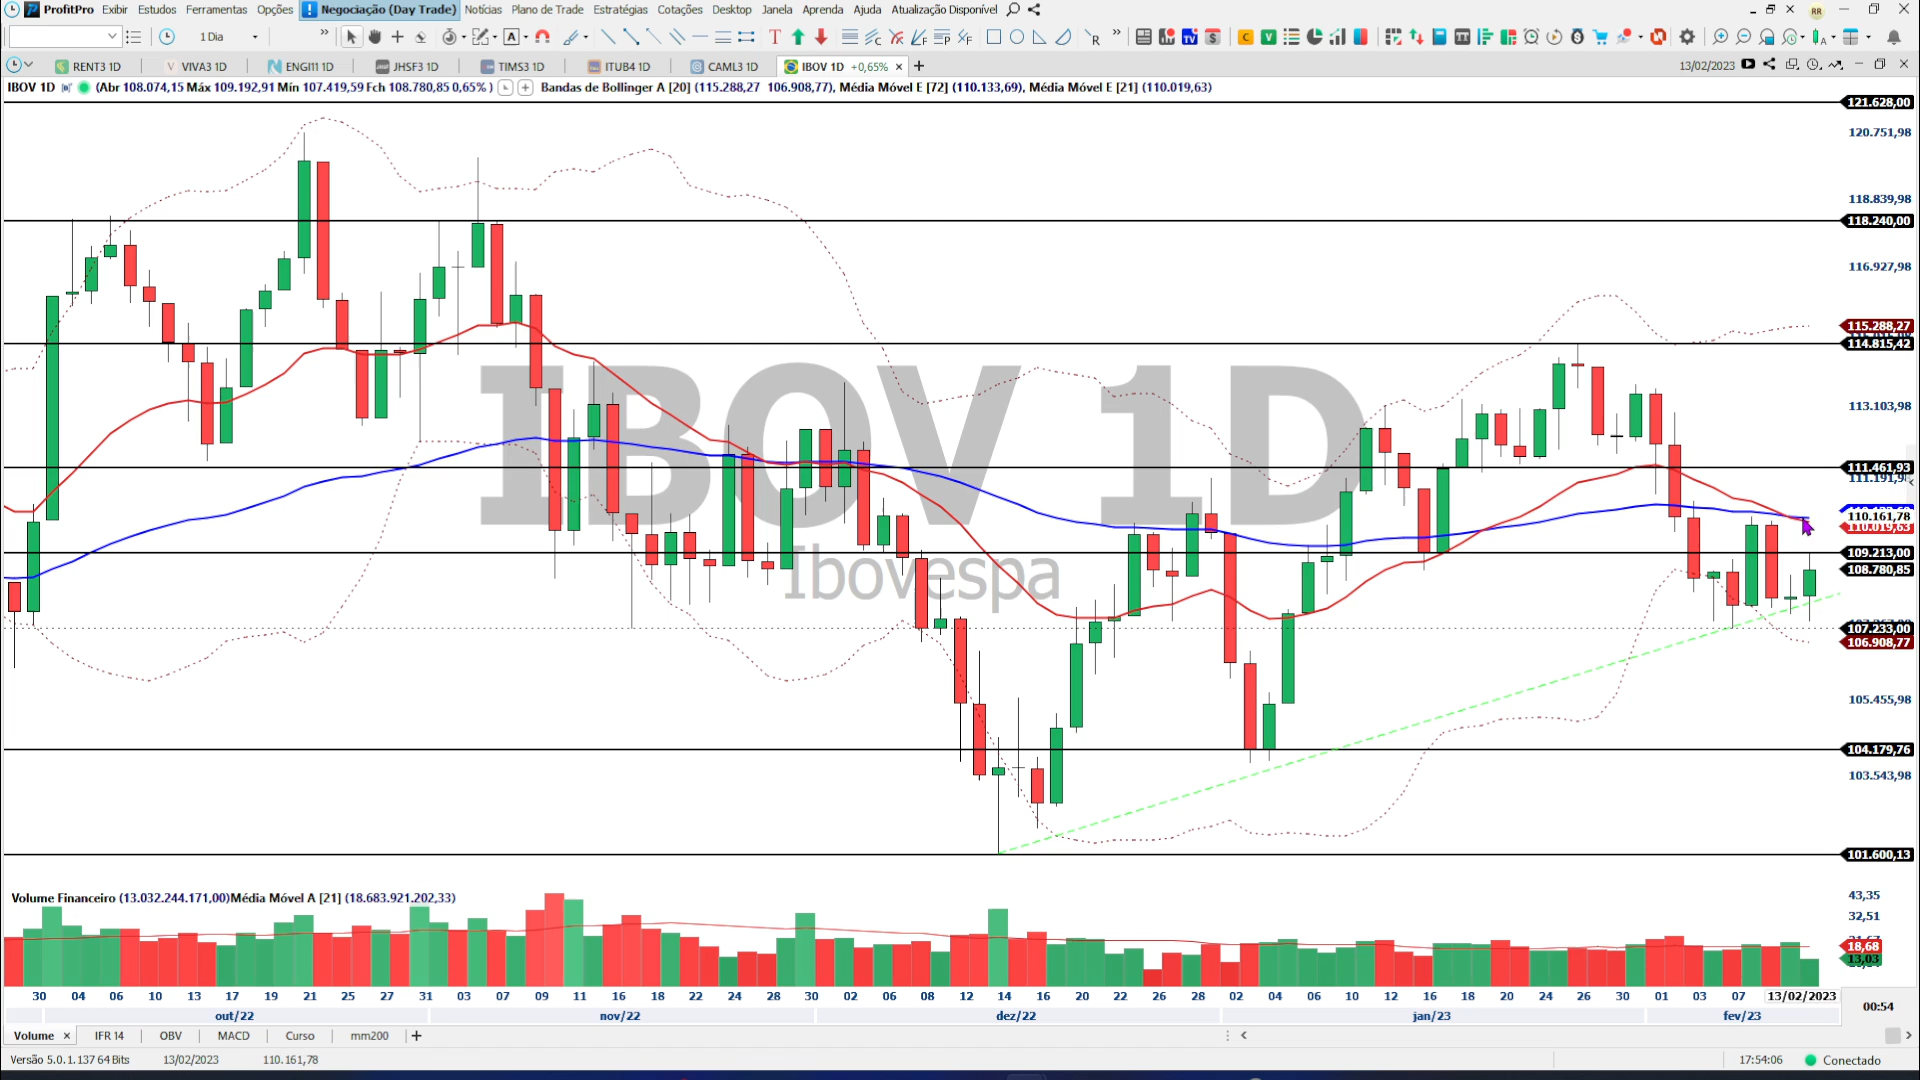 ProfitPro Exibir Estudos Ferramentas Opções Negociação (Day Trade) Notícias Plano de Trade Estratégias Cotações Desktop Janela Aprenda Ajuda Atualização Disponível RR
1 Dia
RENT3 1D VIVA3 1D ENGI11 1D JHSF3 1D TIMS3 1D ITUB4 1D CAML3 1D IBOV 1D +0,65% 13/02/2023
IBOV 1D (Abr 108.074,15 Máx 109.192,91 Mín 107.419,59 Fch 108.780,85 0,65% ) Bandas de Bollinger A [20] (115.288,27 106.908,77), Média Móvel E [72] (110.133,69), Média Móvel E [21] (110.019,63)
121.628,00
120.751,98
118.839,98
118.240,00
116.927,98
115.288,27
114.815,42
IBOV 1D
113.103,98
111.461,93
111.191,98
110.161,78
110.019,63
109.213,00
108.780,85
Ibovespa
107.233,00
106.908,77
105.455,98
104.179,76
103.543,98
101.600,13
Volume Financeiro (13.032.244.171,00)Média Móvel A [21] (18.683.921.202,33)
43,35
32,51
18,68
13,03
30 04 06 10 13 17 19 21 25 27 31 03 07 09 11 16 18 22 24 28 30 02 06 08 12 14 16 20 22 26 28 02 04 06 10 12 16 18 20 24 26 30 01 03 07 13/02/2023
out/22 nov/22 dez/22 jan/23 fev/23
00:54
Volume IFR 14 OBV MACD Curso mm200
Versão 5.0.1.137 64 Bits 13/02/2023 110.161,78 17:54:06 Conectado